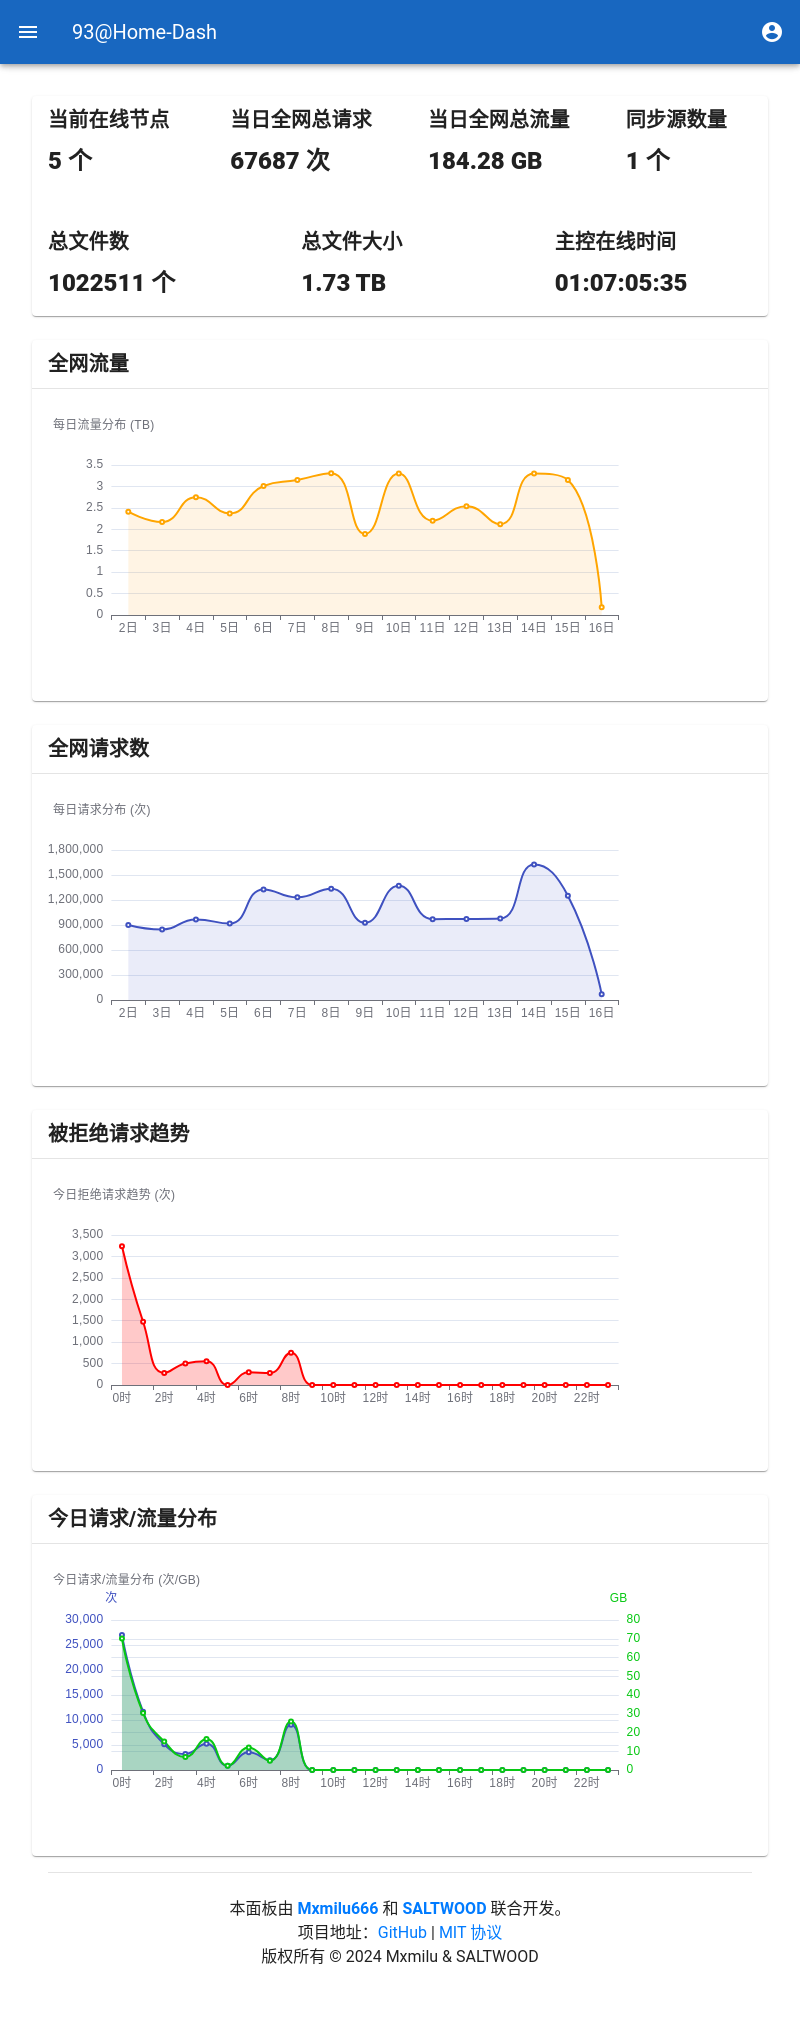 93@Home-Dash
当前在线节点 当日全网总请求 当日全网总流量 同步源数量
5 个 67687 次 184.28 GB 1 个
总文件数 总文件大小 主控在线时间
1022511 个 1.73 TB 01:07:05:35
全网流量
每日流量分布 (TB)
3.5
3
2.5
2
1.5
1
0.5
0
2日 3日 4日 5日 6日 7日 8日 9日 10日 11日 12日 13日 14日 15日 16日
全网请求数
每日请求分布 (次)
1,800,000
1,500,000
1,200,000
900,000
600,000
300,000
0
2日 3日 4日 5日 6日 7日 8日 9日 10日 11日 12日 13日 14日 15日 16日
被拒绝请求趋势
今日拒绝请求趋势 (次)
3,500
3,000
2,500
2,000
1,500
1,000
500
0
0时 2时 4时 6时 8时 10时 12时 14时 16时 18时 20时 22时
今日请求/流量分布
今日请求/流量分布 (次/GB)
次 GB
30,000 80
25,000 70
20,000 60
15,000 50
10,000 40
5,000 30
0 20
10
0
0时 2时 4时 6时 8时 10时 12时 14时 16时 18时 20时 22时
本面板由 Mxmilu666 和 SALTWOOD 联合开发。
项目地址：GitHub | MIT 协议
版权所有 © 2024 Mxmilu & SALTWOOD